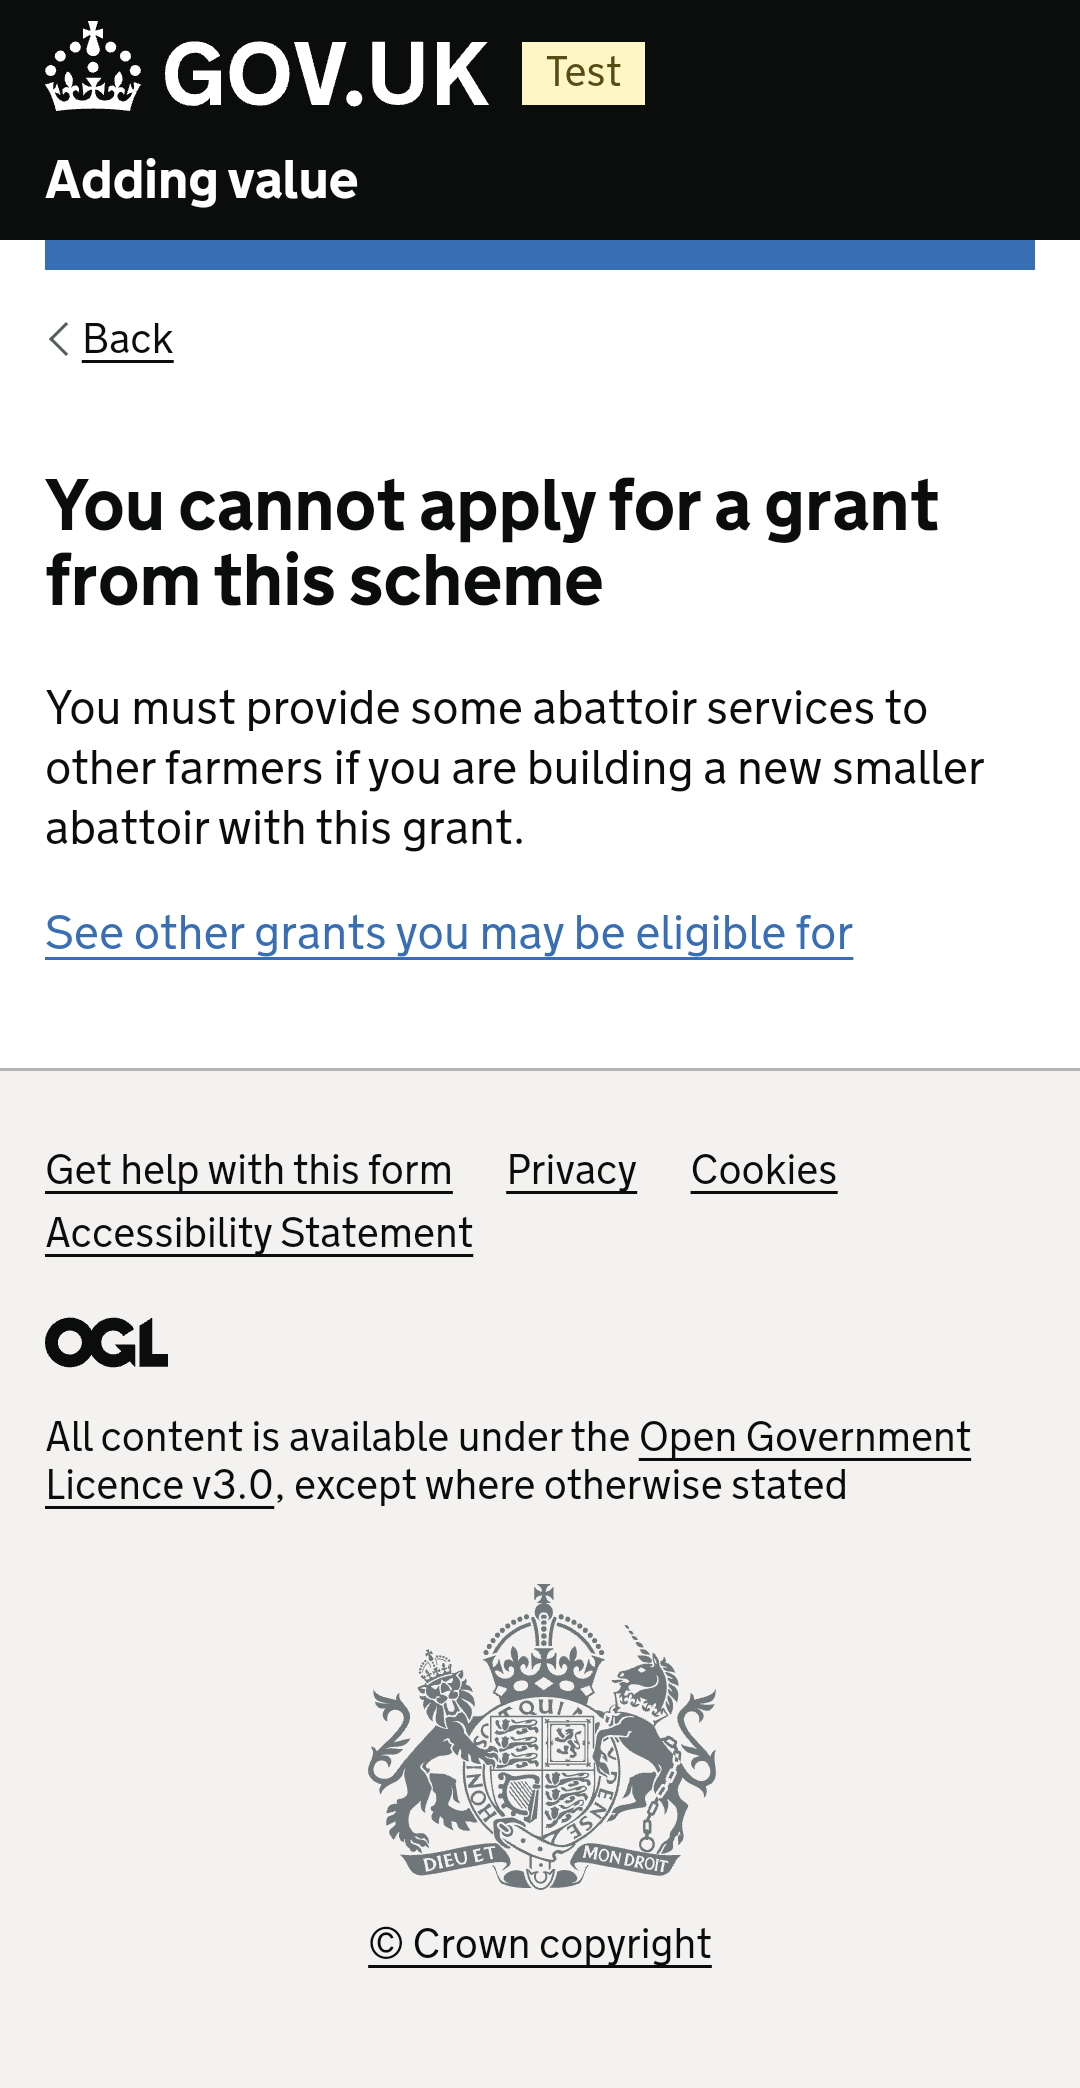 GOV.UK Test
Adding value
Back
You cannot apply for a grant
from this scheme
You must provide some abattoir services to
other farmers if you are building a new smaller
abattoir with this grant.
See other grants you may be eligible for
Get help with this form Privacy Cookies
Accessibility Statement
OGL
All content is available under the Open Government
Licence v3.0, except where otherwise stated
DIEU ET MON DROIT
© Crown copyright